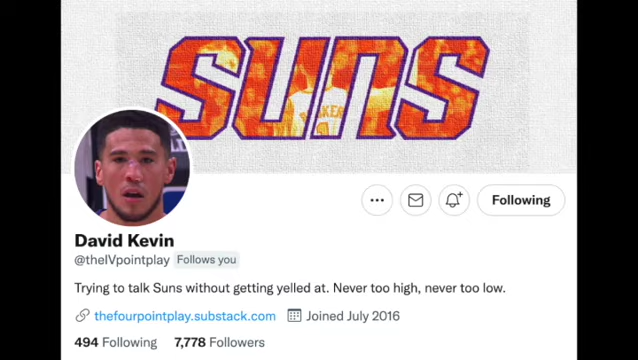 SUNS
Following
David Kevin
@theIVpointplay Follows you
Trying to talk Suns without getting yelled at. Never too high, never too low.
thefourpointplay.substack.com Joined July 2016
494 Following 7,778 Followers